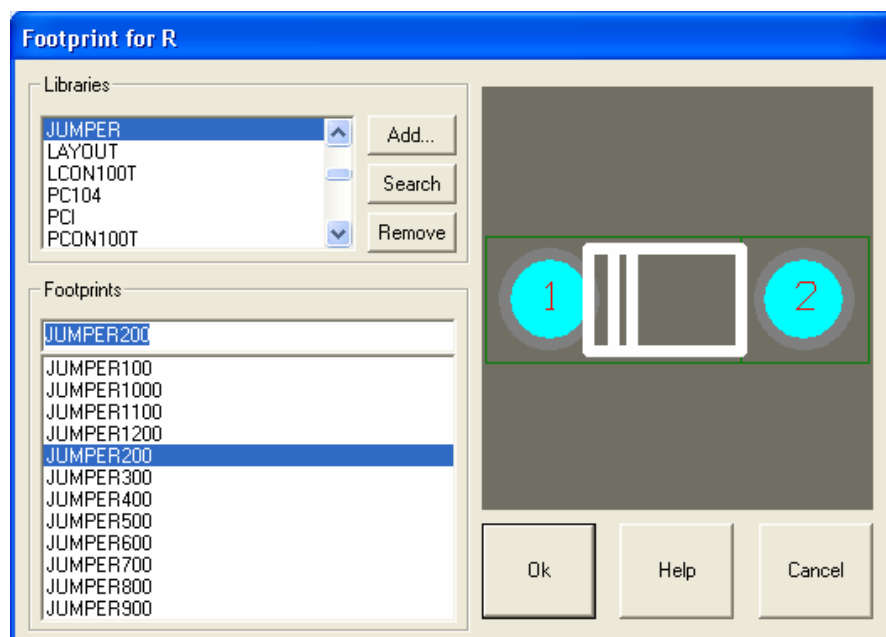 Footprint for R
Libraries
JUMPER
LAYOUT
LCON100T
PC104
PCI
PCON100T
Add...
Search
Remove
Footprints
JUMPER200
JUMPER100
JUMPER1000
JUMPER1100
JUMPER1200
JUMPER200
JUMPER300
JUMPER400
JUMPER500
JUMPER600
JUMPER700
JUMPER800
JUMPER900
1
2
Ok
Help
Cancel